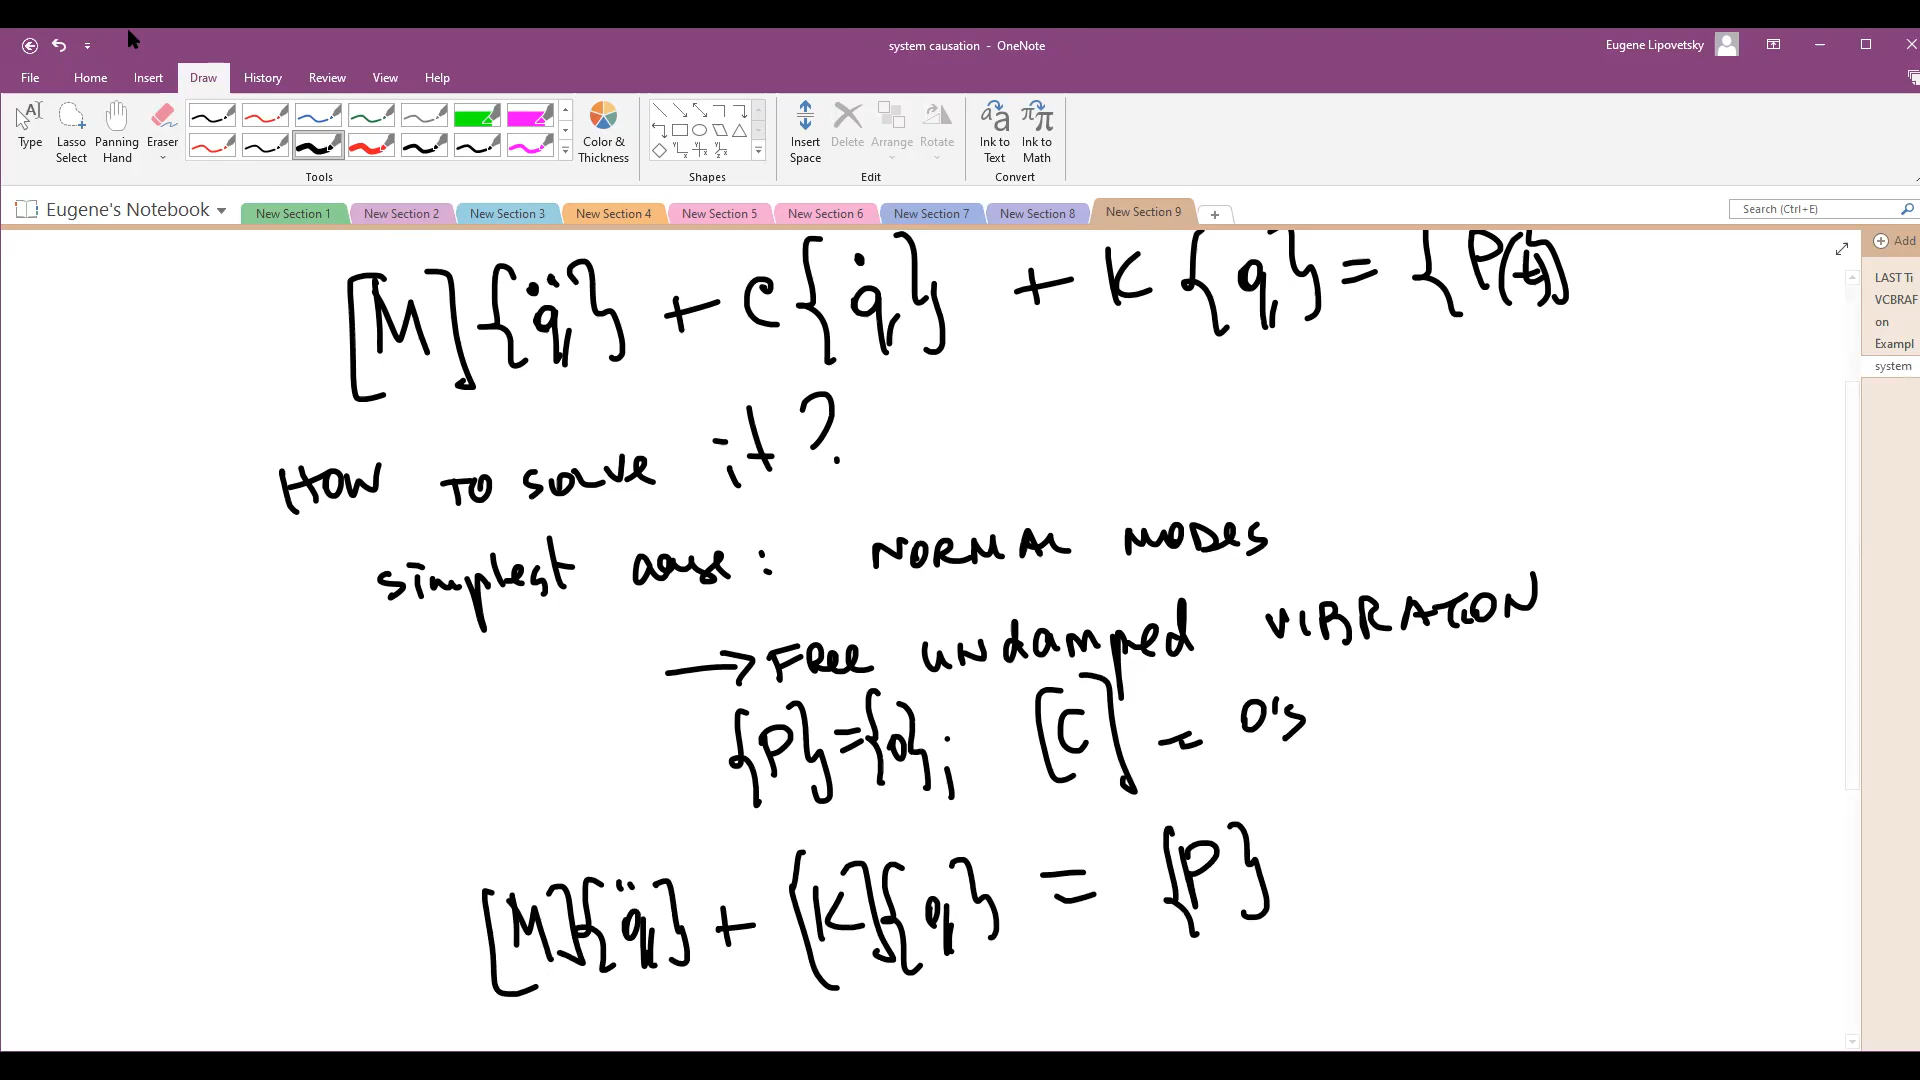 system causation - OneNote
Eugene Lipovetsky
File Home Insert Draw History Review View Help
Type
Lasso Select
Panning Hand
Eraser
Color & Thickness
Insert Space
Delete
Arrange
Rotate
Ink to Text
Ink to Math
Tools
Shapes
Edit
Convert
Eugene's Notebook
New Section 1 New Section 2 New Section 3 New Section 4 New Section 5 New Section 6 New Section 7 New Section 8 New Section 9 +
Search (Ctrl+E)
Add
LAST Ti
VCBRAF
on
Exampl
system
[M]{q̈} + C{q̇} + K{q} = {P(t)}
HOW TO solve it?
simplest case: NORMAL MODES
→ FREE undamped VIBRATION
{P}={0}; [C] = 0's
[M]{q̈} + [K]{q} = {P}